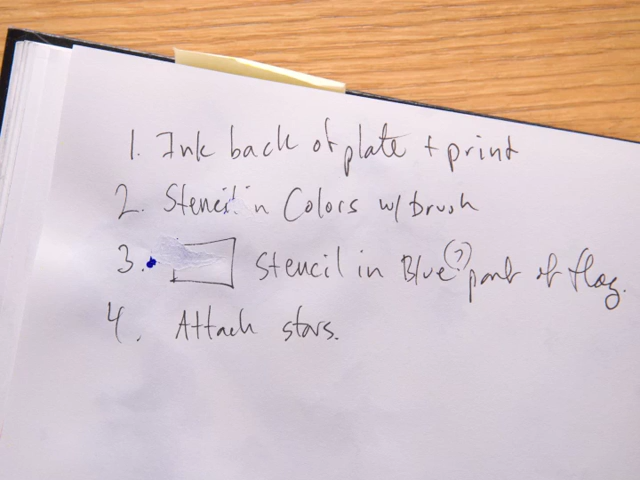 1. Ink back of plate + print
2. Stencil in Colors w/ brush
3. Stencil in Blue (?) part of flag.
4. Attach stars.